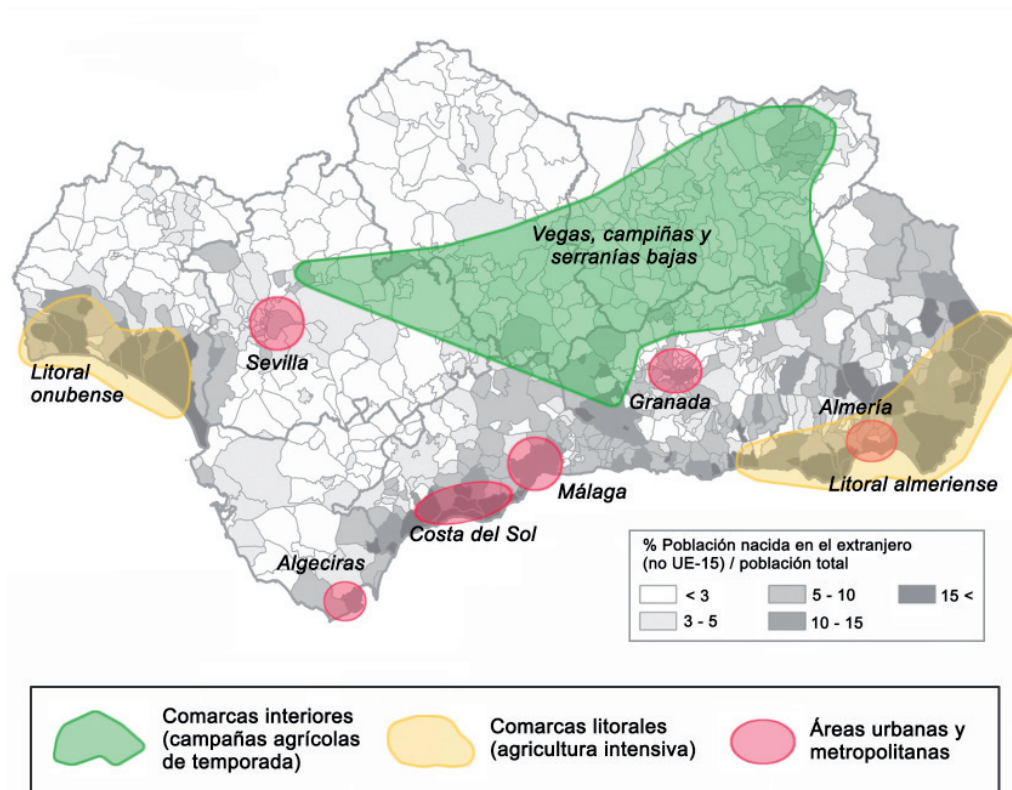 Vegas, campiñas y
serranías bajas
Sevilla
Litoral
onubense
Granada
Almería
Málaga
Litoral almeriense
Costa del Sol
Algeciras
% Población nacida en el extranjero
(no UE-15) / población total
< 3
5 - 10
15 <
3 - 5
10 - 15
Comarcas interiores
(campañas agrícolas
de temporada)
Comarcas litorales
(agricultura intensiva)
Áreas urbanas y
metropolitanas